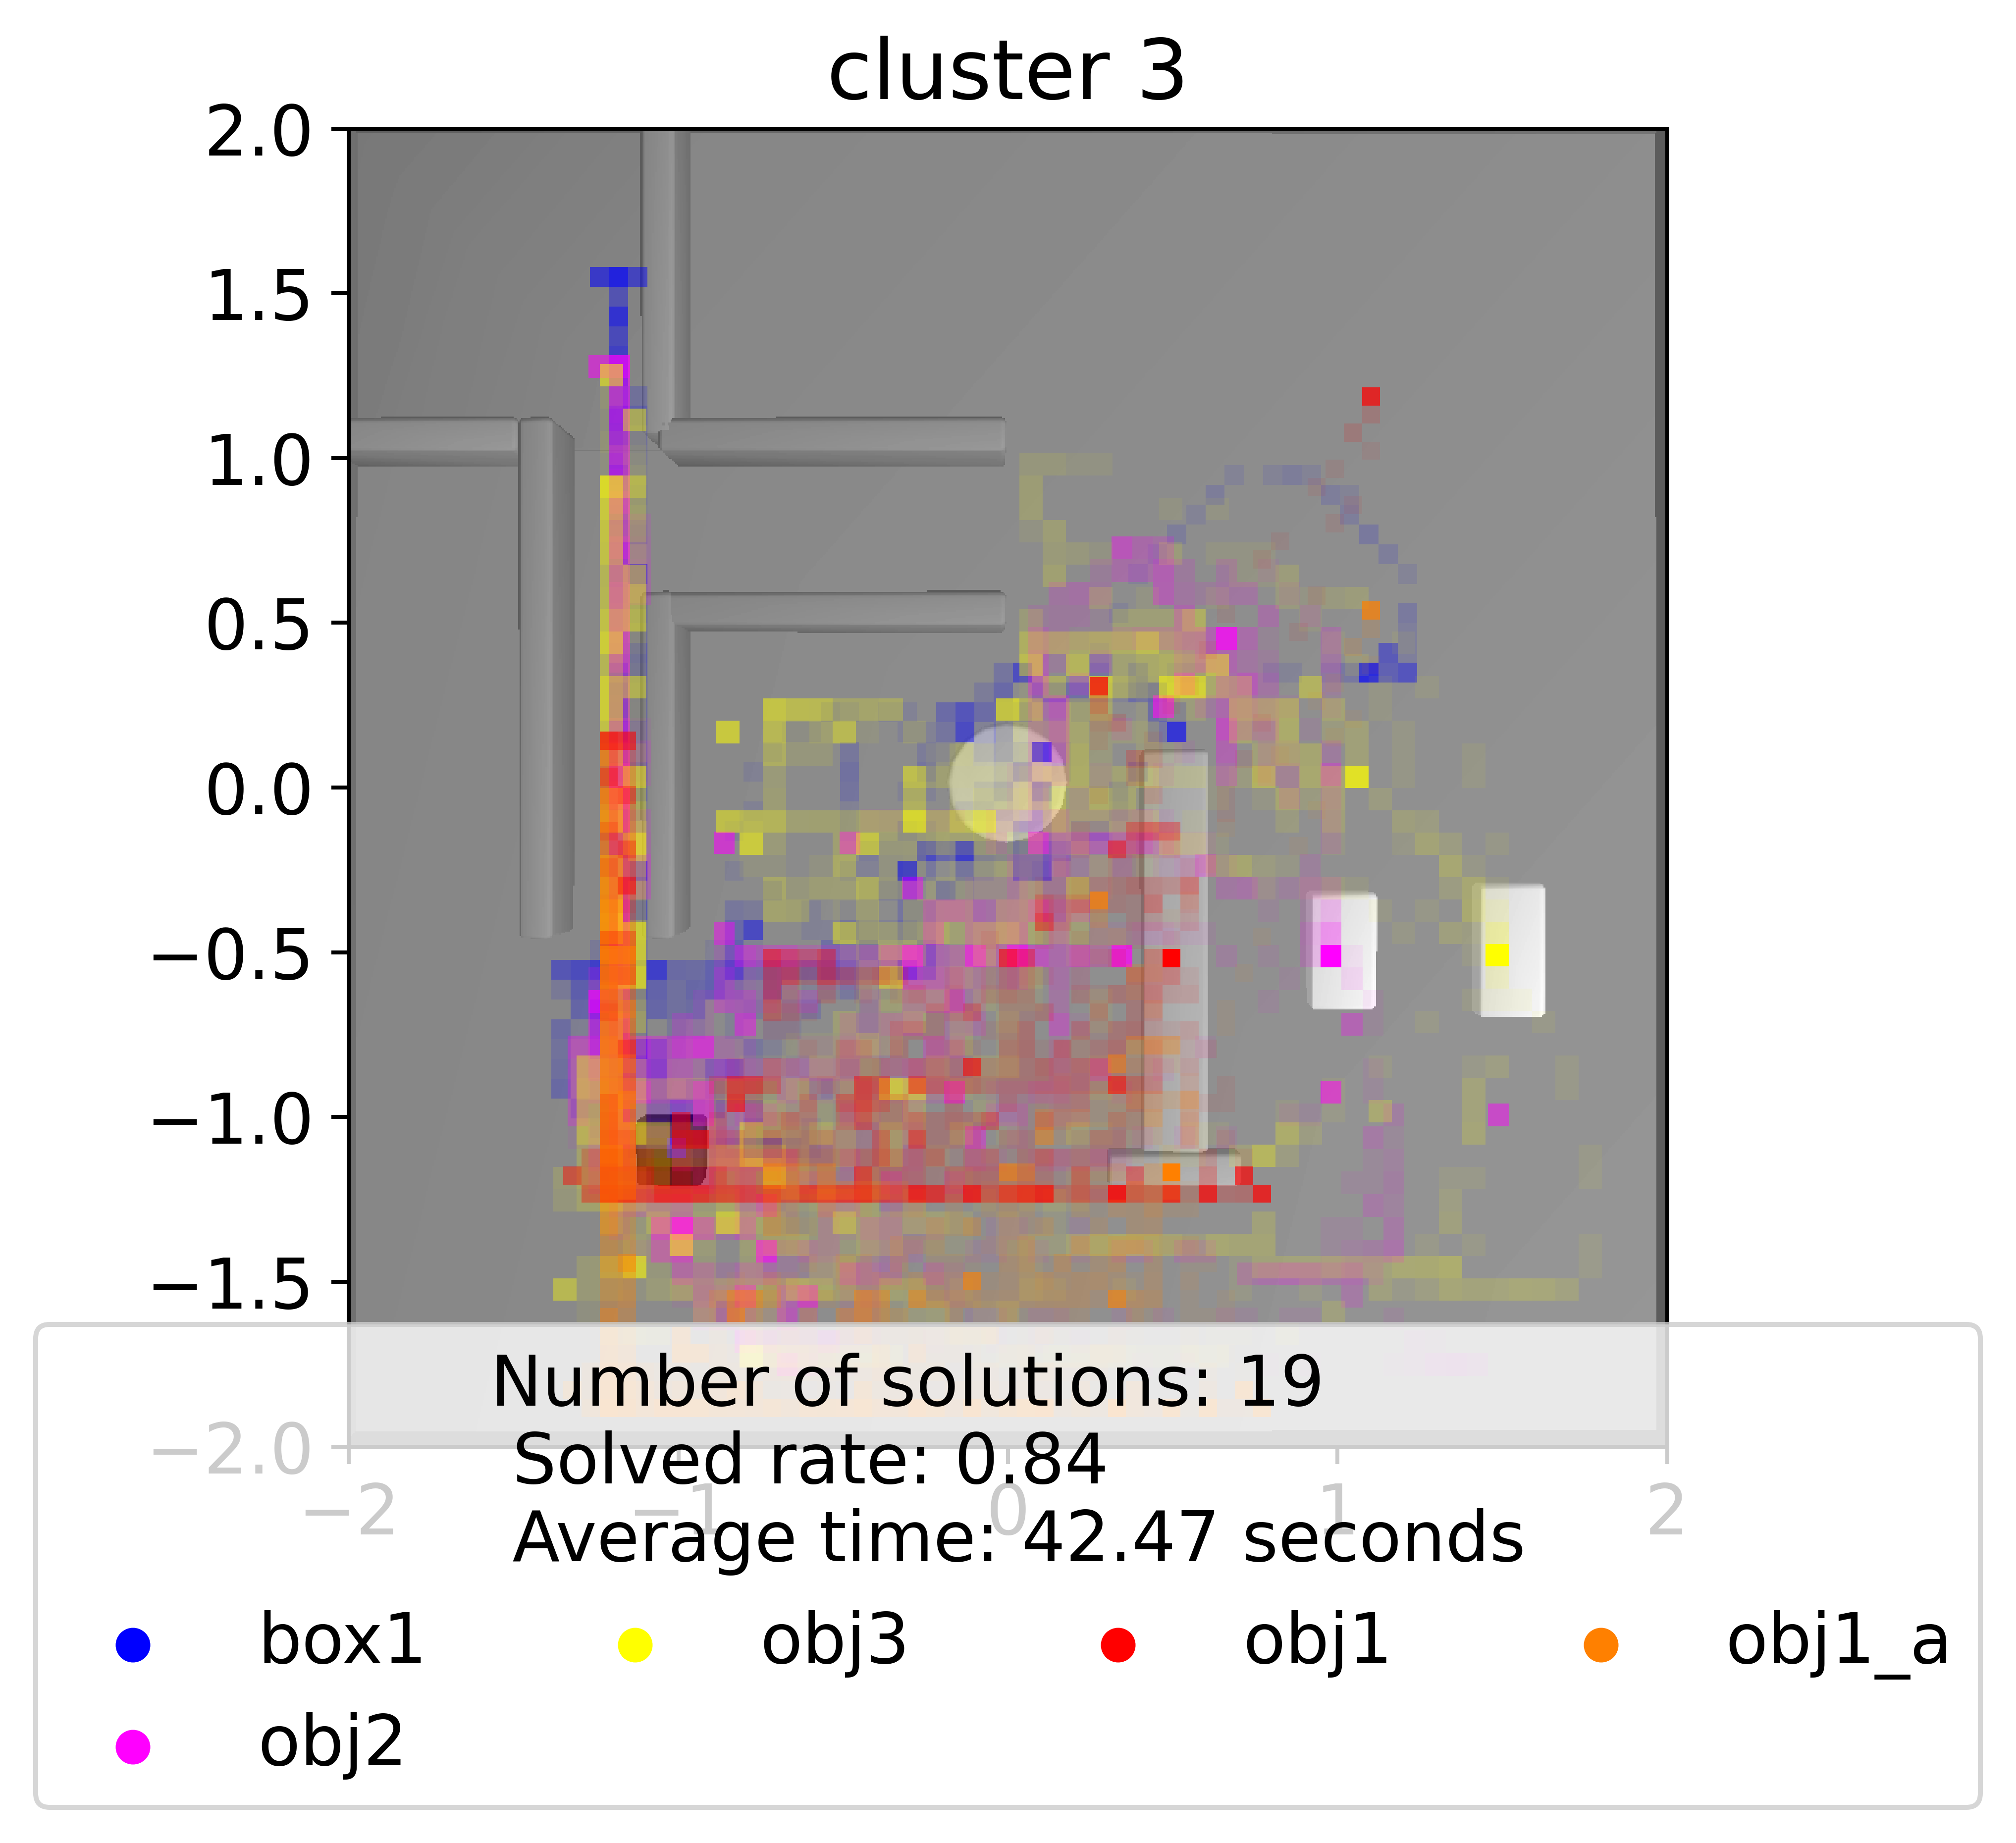 cluster 3
2.0
1.5
1.0
0.5
0.0
−0.5
−1.0
−1.5
−2.0
−2 −1 0 1 2
Number of solutions: 19
Solved rate: 0.84
Average time: 42.47 seconds
box1 obj3 obj1 obj1_a
obj2